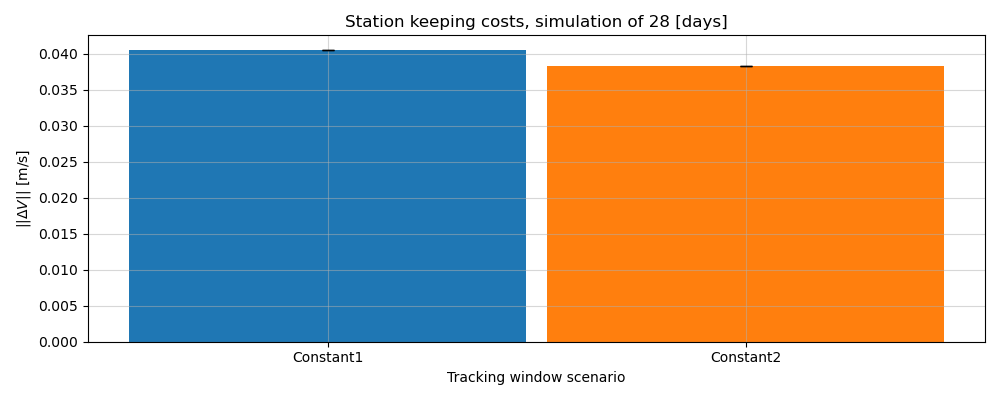 Station keeping costs, simulation of 28 [days]
0.040
0.035
0.030
0.025
0.020
0.015
0.010
0.005
0.000
||ΔV|| [m/s]
Constant1 Constant2
Tracking window scenario